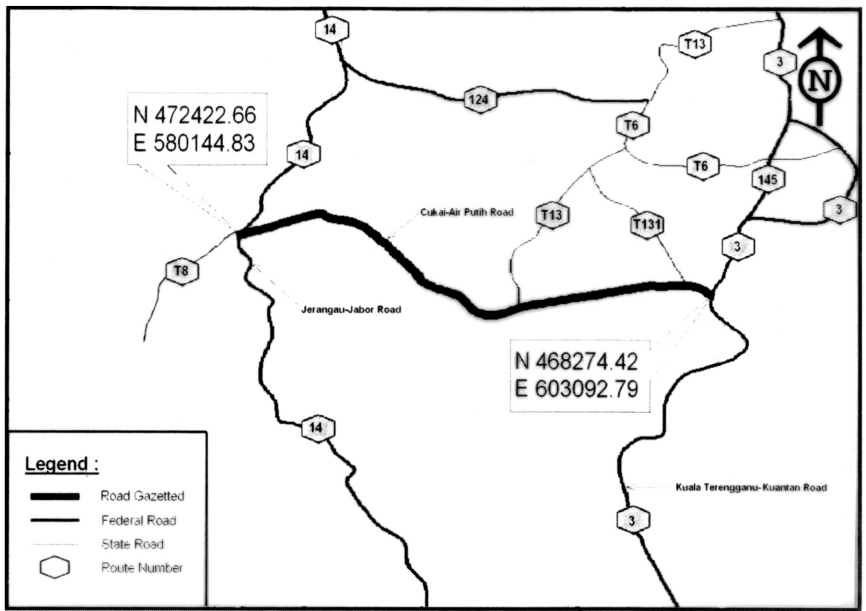 14
T13
3
N
124
N 472422.66
E 580144.83
T6
14
T6
145
3
Cukai-Air Putih Road
T13
T131
3
T8
Jerangau-Jabor Road
N 468274.42
E 603092.79
14
Legend :
Road Gazetted
Federal Road
State Road
Route Number
Kuala Terengganu-Kuantan Road
3